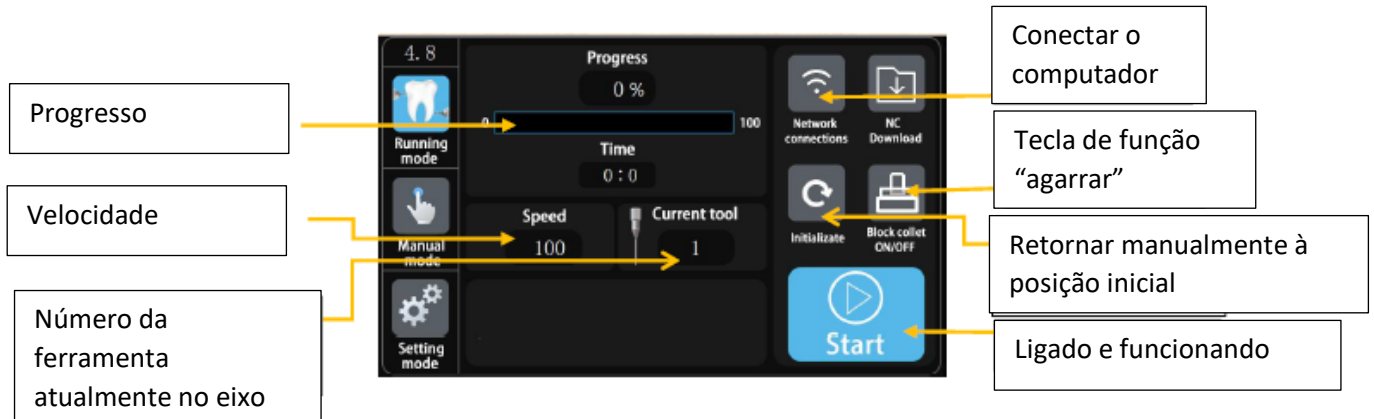 Progresso
Velocidade
Número da
ferramenta
atualmente no eixo
4.8
Running
mode
Manual
mode
Setting
mode
Progress
0 %
0
100
Time
0:0
Speed
100
Current tool
1
Network
connections
NC
Download
Initializate
Block collet
ON/OFF
Start
Conectar o
computador
Tecla de função
“agarrar”
Retornar manualmente à
posição inicial
Ligado e funcionando